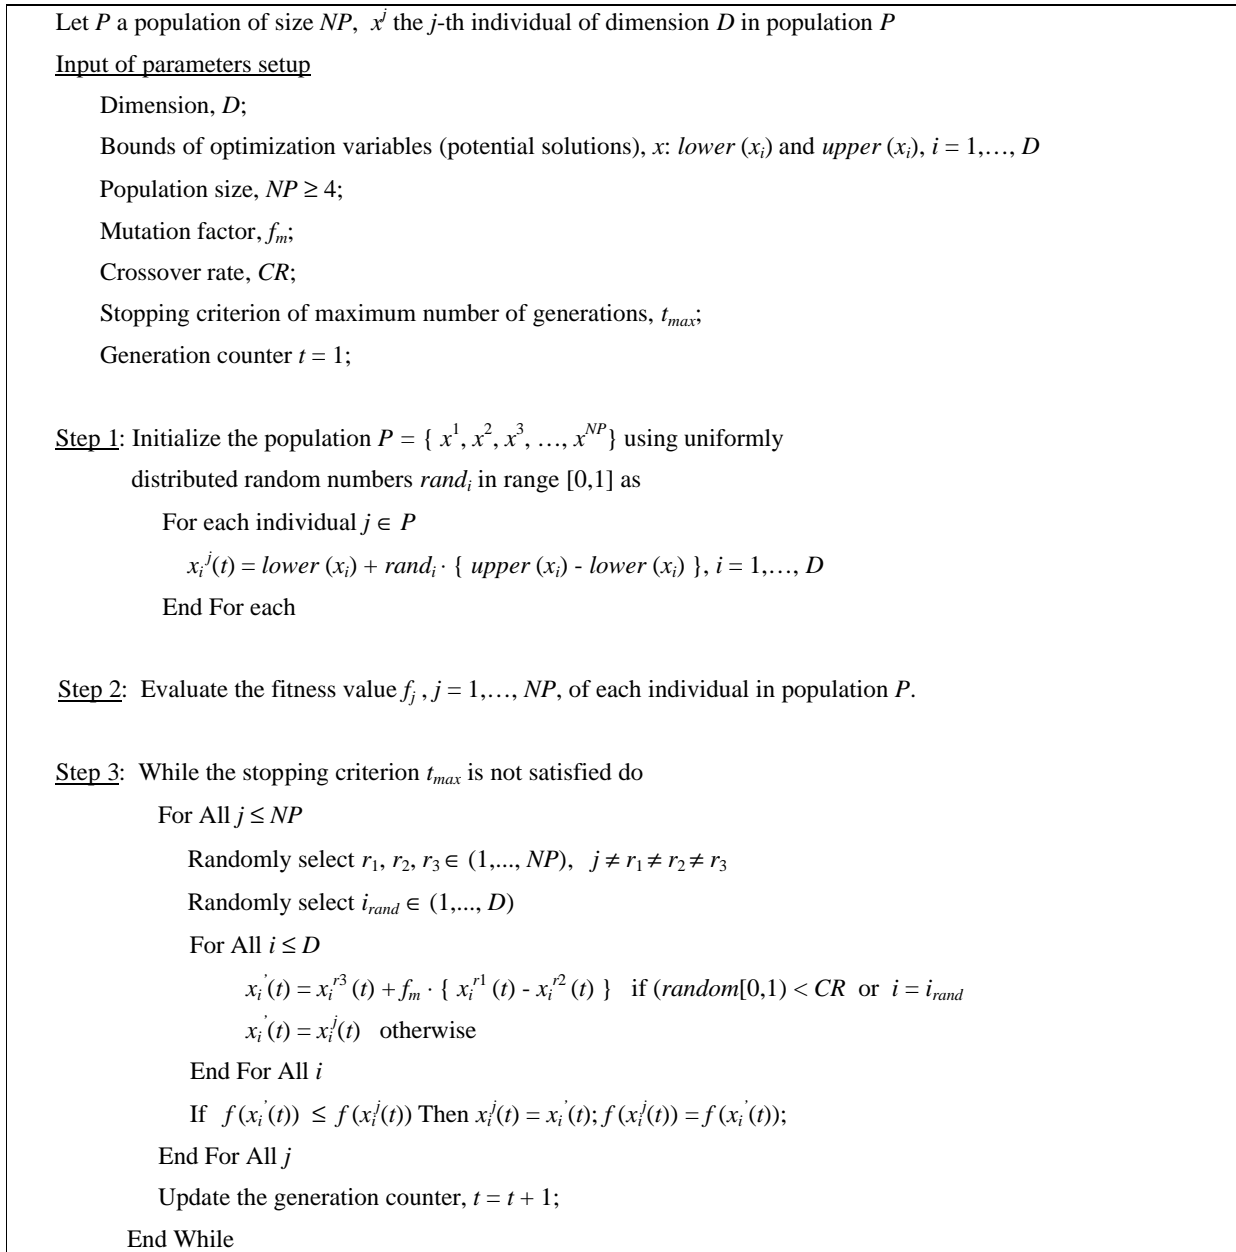 Let P a population of size NP, x^j the j-th individual of dimension D in population P
Input of parameters setup
Dimension, D;
Bounds of optimization variables (potential solutions), x: lower (x_i) and upper (x_i), i = 1,…, D
Population size, NP ≥ 4;
Mutation factor, f_m;
Crossover rate, CR;
Stopping criterion of maximum number of generations, t_max;
Generation counter t = 1;
Step 1: Initialize the population P = { x^1, x^2, x^3, …, x^NP} using uniformly
distributed random numbers rand_i in range [0,1] as
For each individual j ∈ P
x_i^j(t) = lower (x_i) + rand_i · { upper (x_i) - lower (x_i) }, i = 1,…, D
End For each
Step 2: Evaluate the fitness value f_j , j = 1,…, NP, of each individual in population P.
Step 3: While the stopping criterion t_max is not satisfied do
For All j ≤ NP
Randomly select r_1, r_2, r_3 ∈ (1,..., NP), j ≠ r_1 ≠ r_2 ≠ r_3
Randomly select i_rand ∈ (1,..., D)
For All i ≤ D
x_i'(t) = x_i^r3 (t) + f_m · { x_i^r1 (t) - x_i^r2 (t) } if (random[0,1) < CR or i = i_rand
x_i'(t) = x_i^j(t) otherwise
End For All i
If f (x_i'(t)) ≤ f (x_i^j(t)) Then x_i^j(t) = x_i'(t); f (x_i^j(t)) = f (x_i'(t));
End For All j
Update the generation counter, t = t + 1;
End While